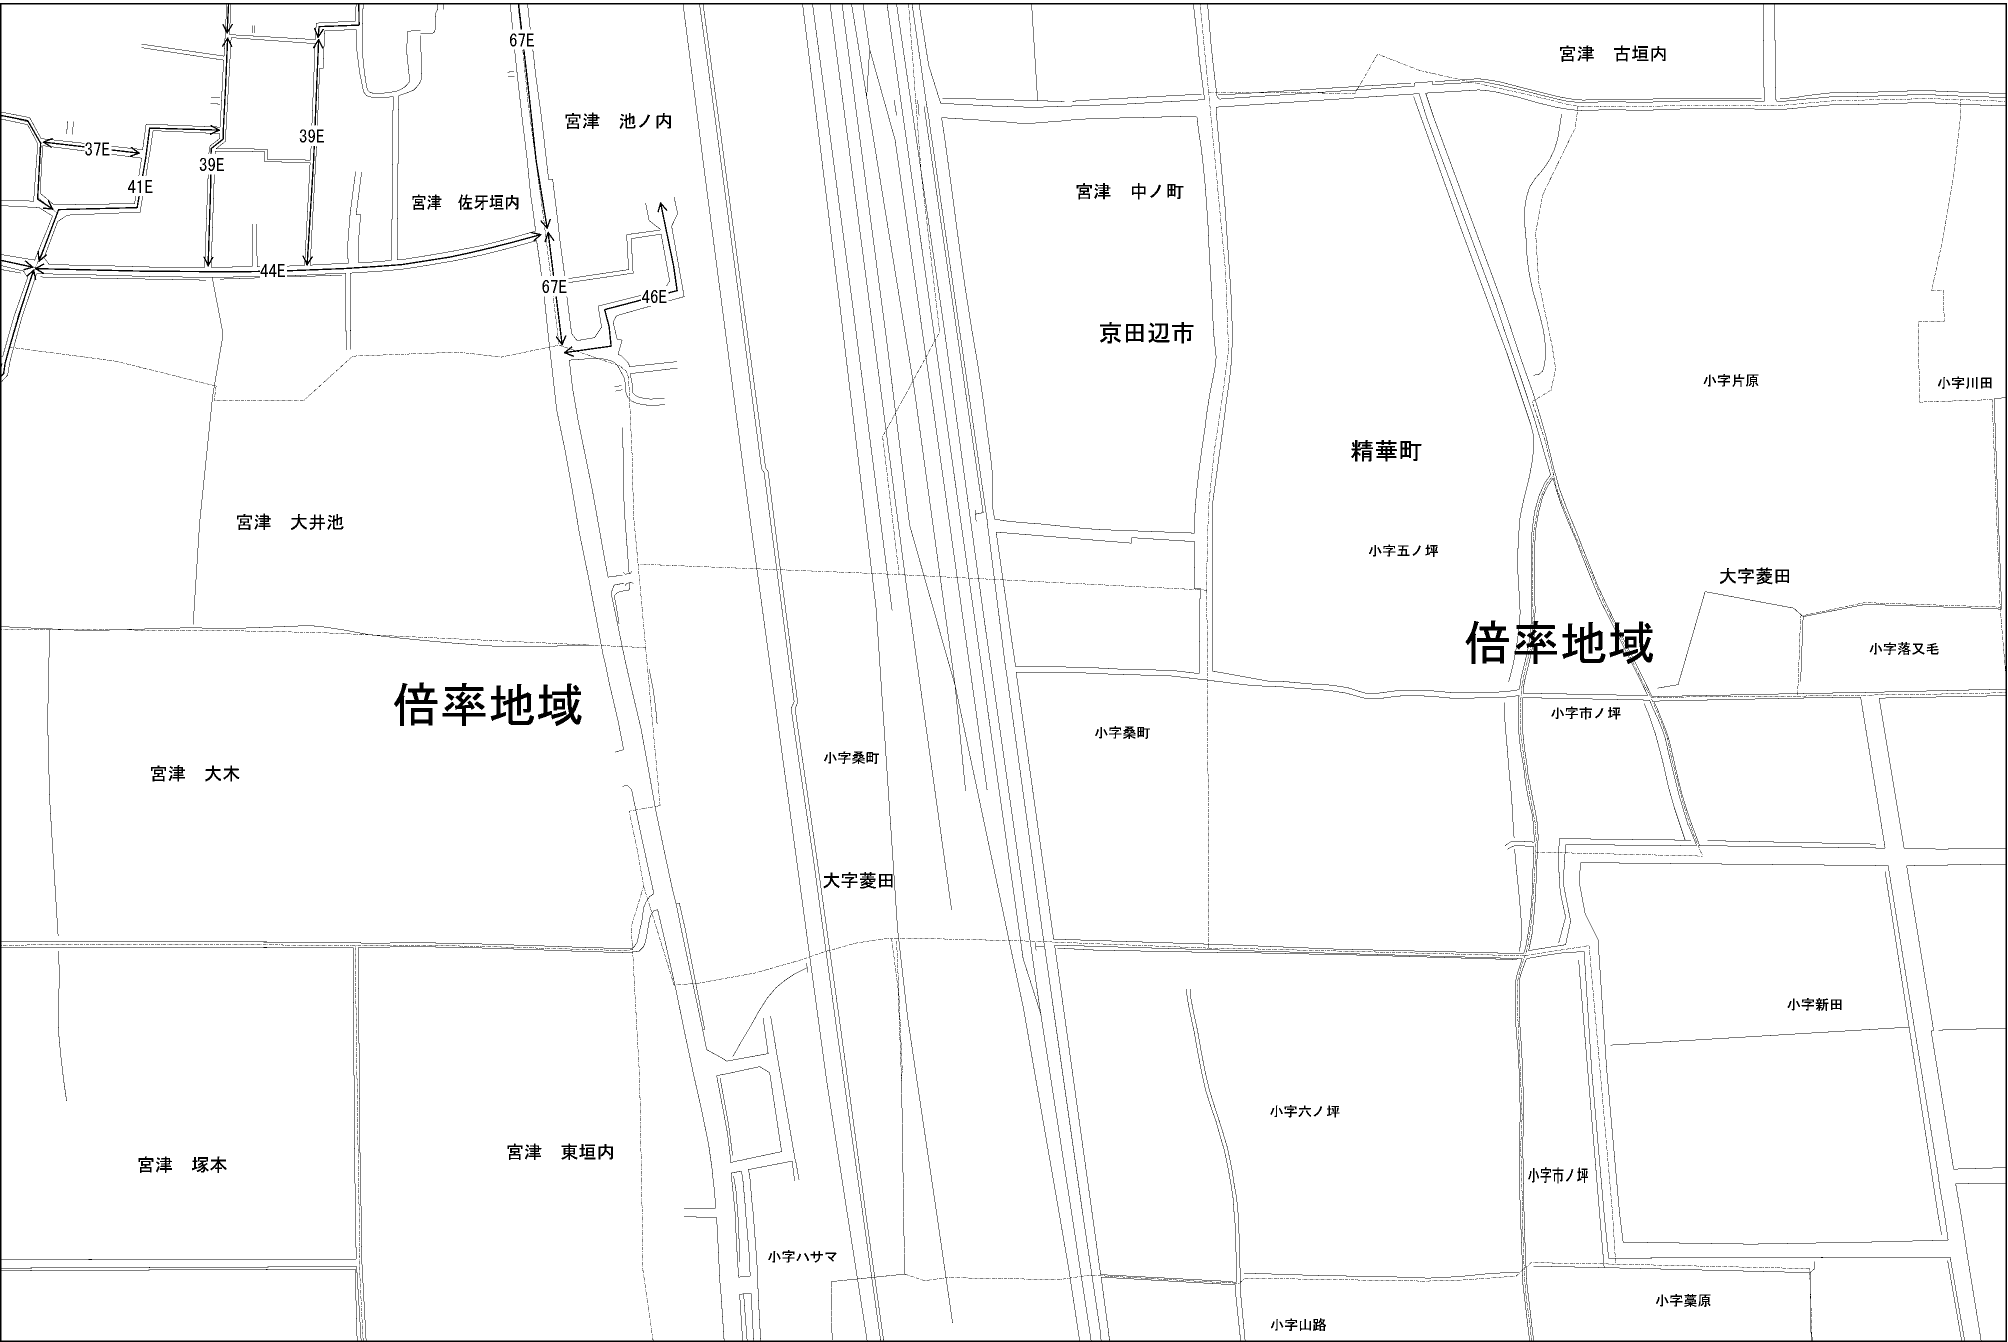 67E
宮津　古垣内
宮津　池ノ内
39E
37E
39E
41E
宮津　中ノ町
宮津　佐牙垣内
44E
67E
46E
京田辺市
小字片原
小字川田
精華町
宮津　大井池
小字五ノ坪
大字菱田
倍率地域
小字落又毛
倍率地域
小字市ノ坪
小字桑町
小字桑町
宮津　大木
大字菱田
小字新田
小字六ノ坪
宮津　東垣内
宮津　塚本
小字市ノ坪
小字ハサマ
小字藁原
小字山路